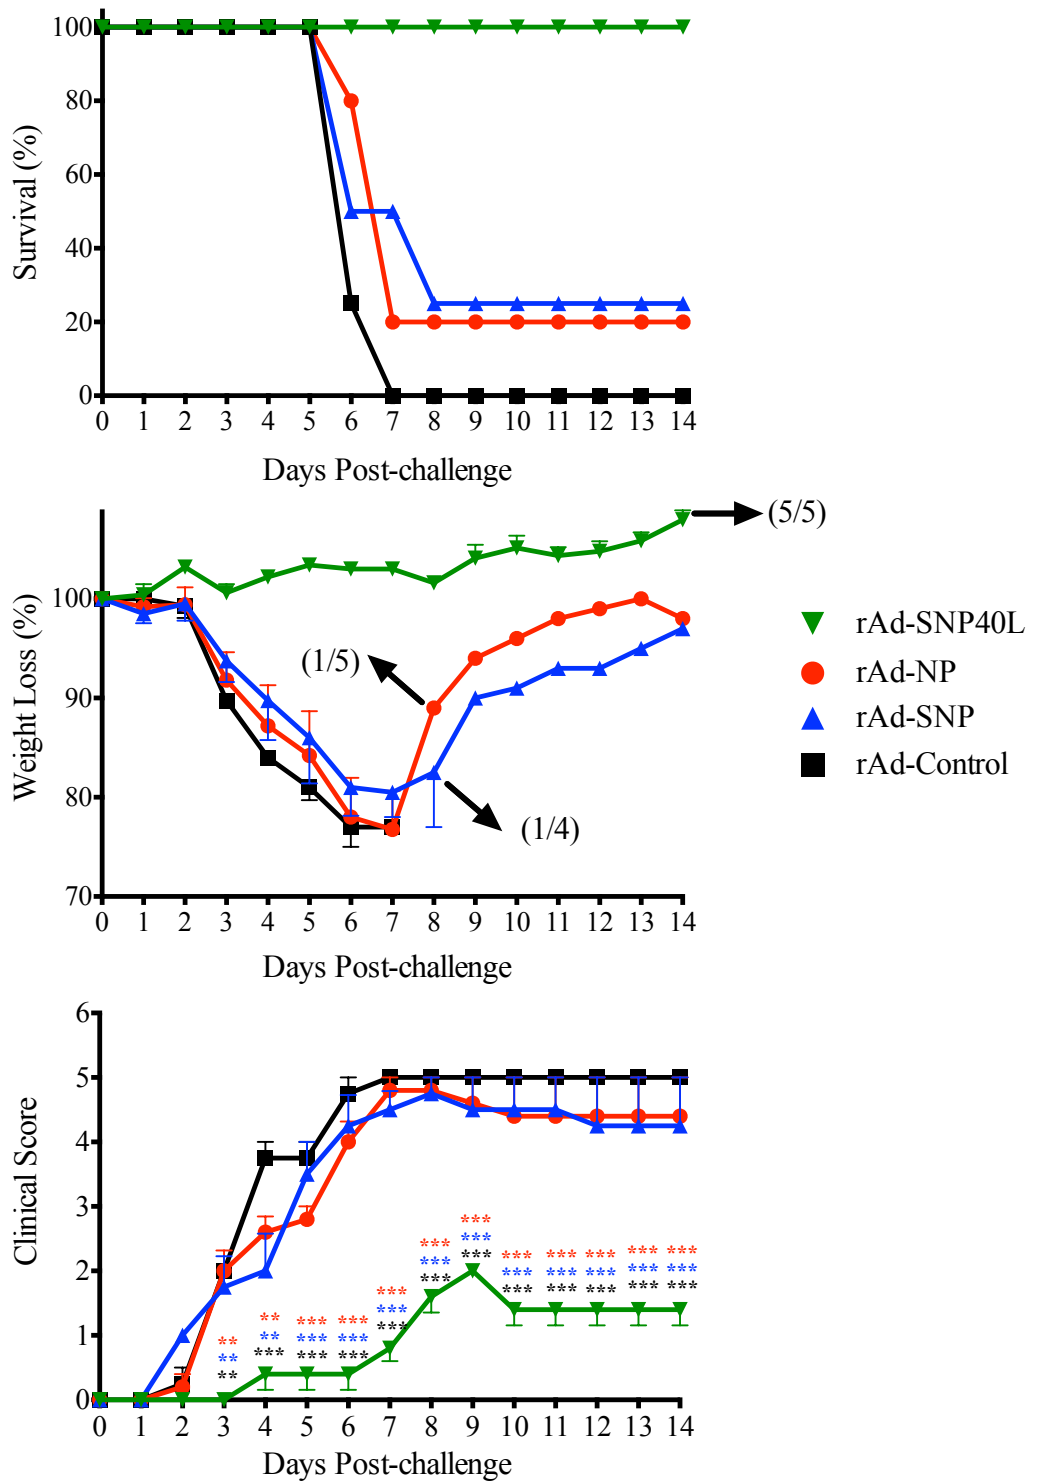 100
80
60
40
20
0
Survival (%)
0 1 2 3 4 5 6 7 8 9 10 11 12 13 14
Days Post-challenge
(5/5)
100
90
80
70
Weight Loss (%)
(1/5)
(1/4)
rAd-SNP40L
rAd-NP
rAd-SNP
rAd-Control
0 1 2 3 4 5 6 7 8 9 10 11 12 13 14
Days Post-challenge
6
5
4
3
2
1
0
Clinical Score
** *** *** *** *** *** *** *** *** *** *** **
** ** *** *** *** *** *** *** *** *** *** ***
** *** *** *** *** *** *** *** *** *** *** ***
0 1 2 3 4 5 6 7 8 9 10 11 12 13 14
Days Post-challenge